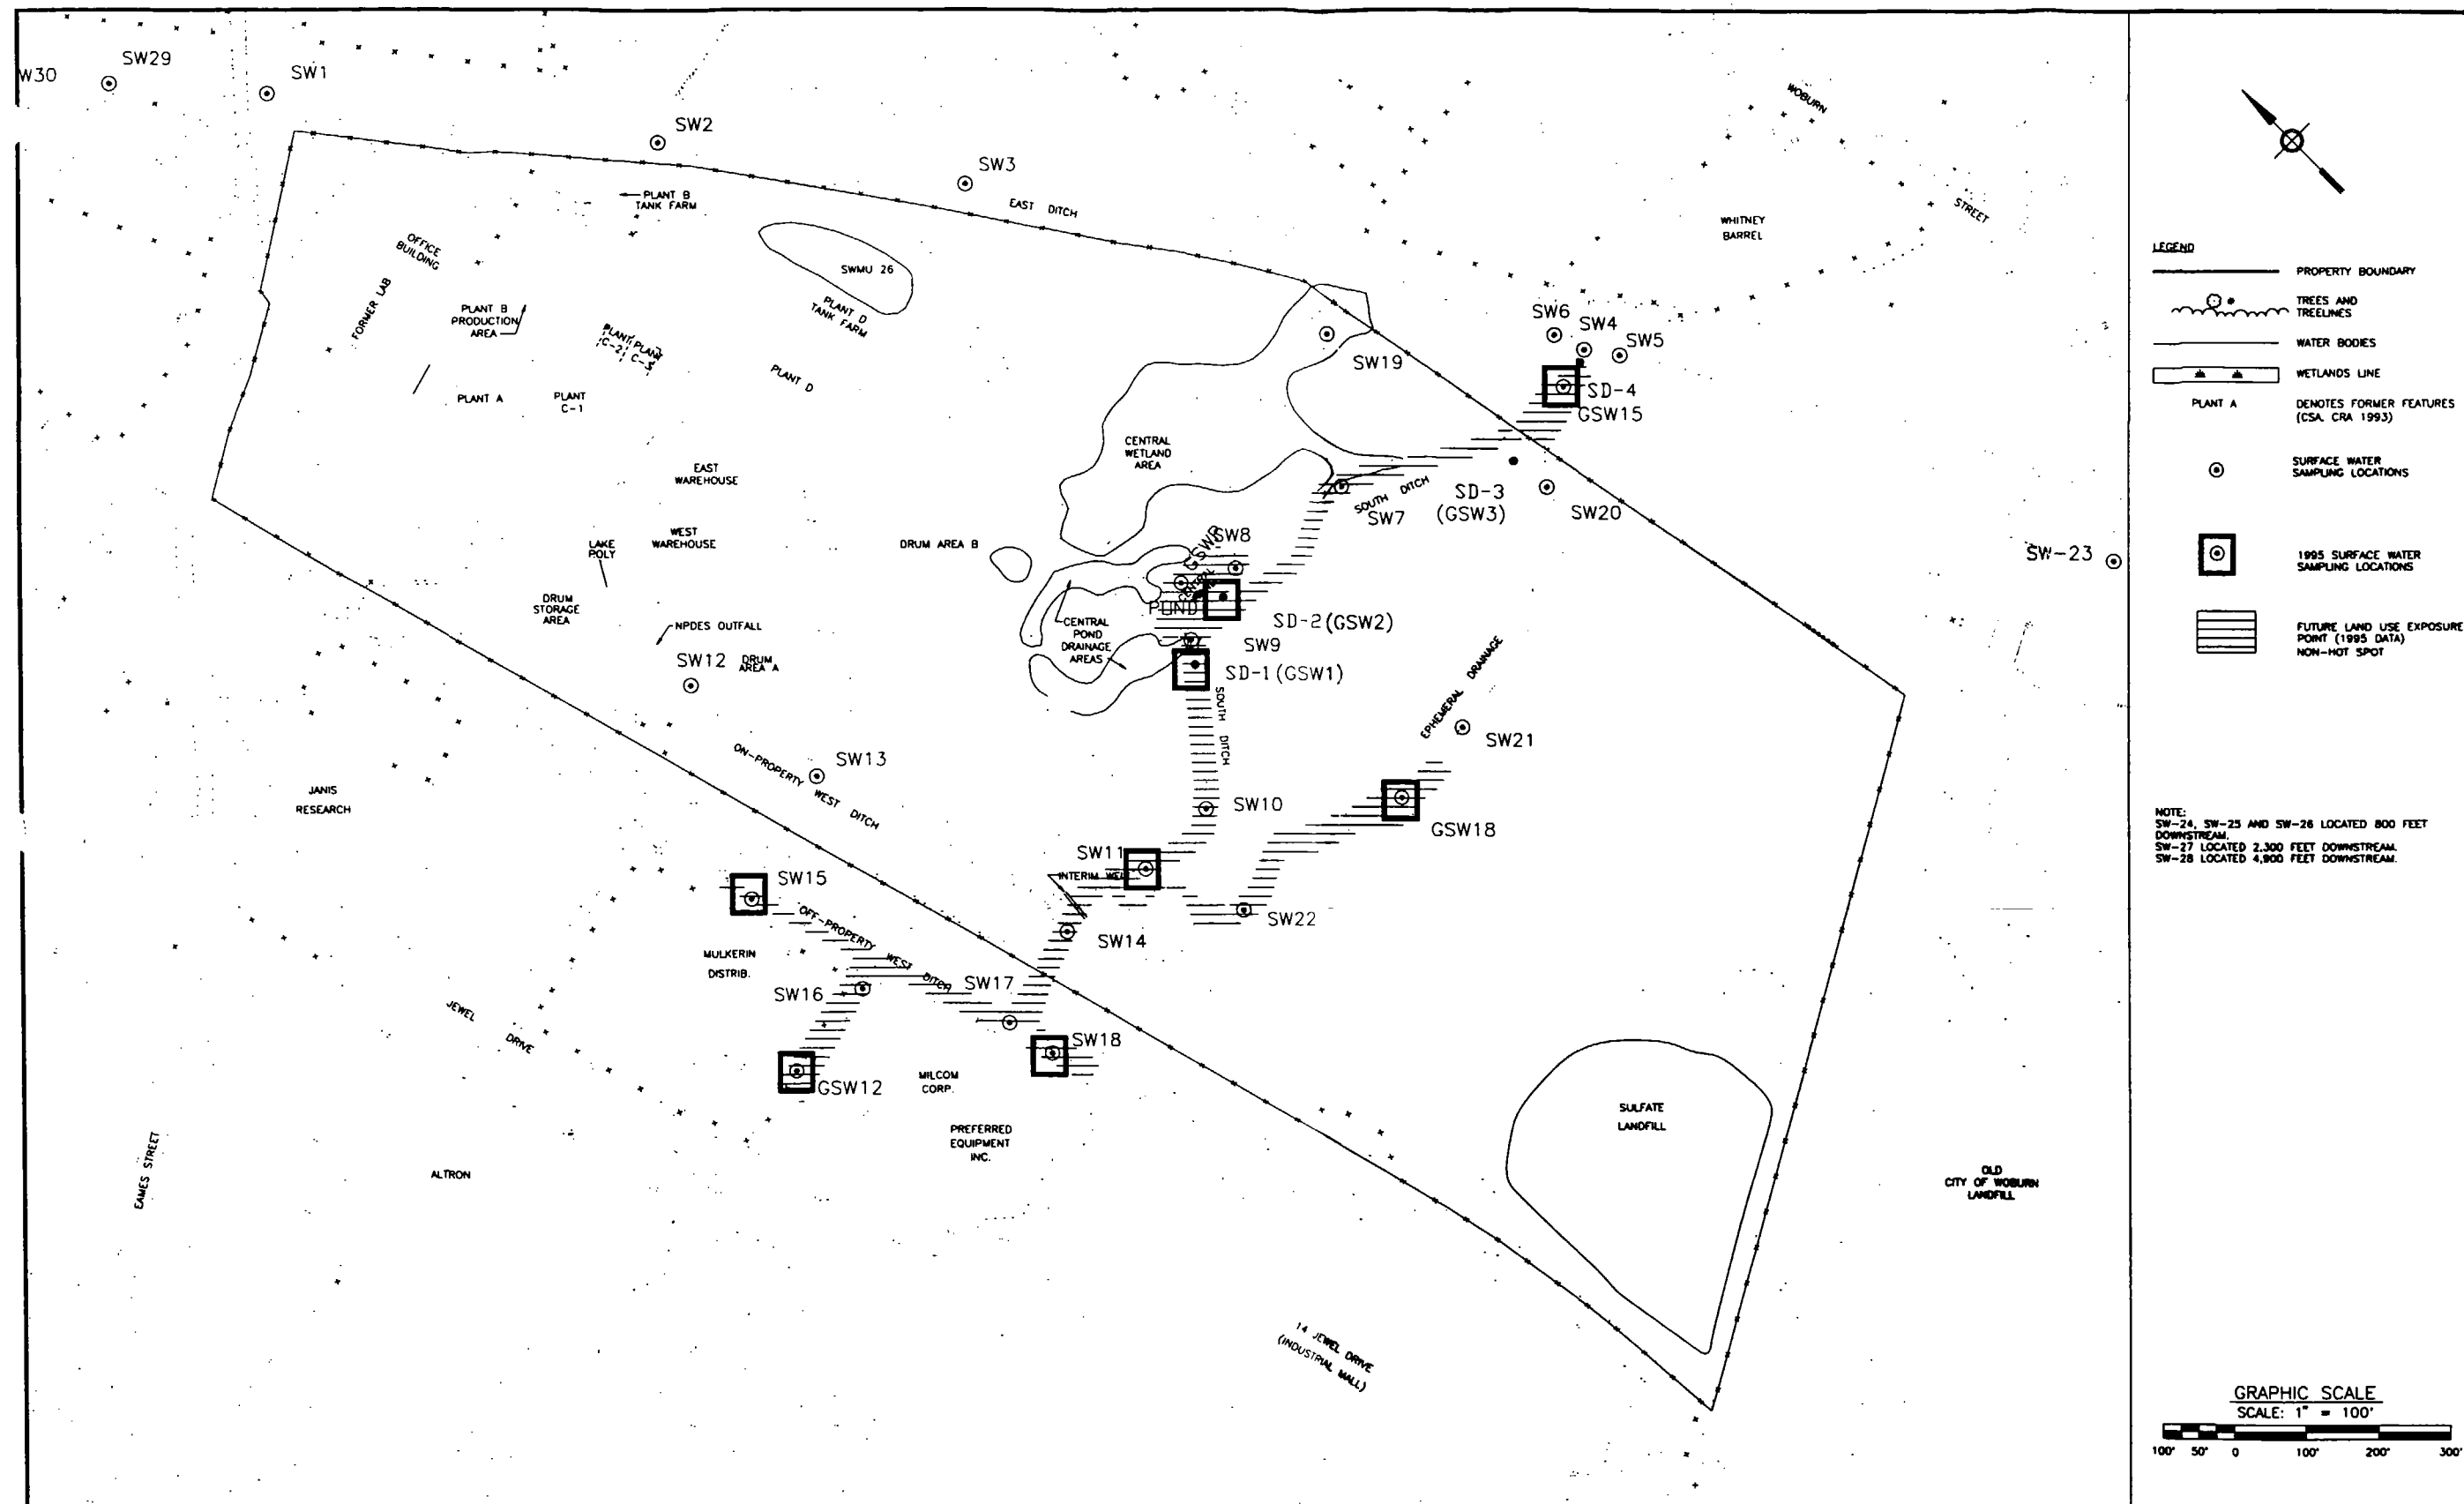 W30
SW29
SW1
SW2
SW3
EAST DITCH
PLANT B
TANK FARM
OFFICE
BUILDING
FORMER LAB
PLANT B
PRODUCTION
AREA
PLANT
C-2
PLANT
C-3
PLANT A
PLANT
C-1
SWMU 26
PLANT D
TANK FARM
PLANT D
WOBURN
STREET
WHITNEY
BARREL
SW6
SW4
SW5
SW19
SD-4
GSW15
CENTRAL
WETLAND
AREA
EAST
WAREHOUSE
WEST
WAREHOUSE
LAKE
POLY
DRUM AREA B
SOUTH DITCH
SW7
SD-3
(GSW3)
SW20
SW-23
SW8
CENTRAL
POND
SD-2(GSW2)
DRUM
STORAGE
AREA
NPDES OUTFALL
SW12
DRUM
AREA A
CENTRAL
POND
DRAINAGE
AREAS
SW9
SD-1(GSW1)
SOUTH DITCH
EPHEMERAL DRAINAGE
SW21
SW13
ON-PROPERTY WEST DITCH
JANIS
RESEARCH
SW10
GSW18
SW11
SW15
SW22
SW14
OFF-PROPERTY WEST DITCH
MULKERIN
DISTRIB.
SW17
SW16
JEWEL DRIVE
SW18
GSW12
MILCOM
CORP.
PREFERRED
EQUIPMENT
INC.
EAMES STREET
ALTRON
SULFATE
LANDFILL
OLD
CITY OF WOBURN
LANDFILL
14 JEWEL DRIVE
(INDUSTRIAL MALL)
LEGEND
PROPERTY BOUNDARY
TREES AND
TREELINES
WATER BODIES
WETLANDS LINE
PLANT A
DENOTES FORMER FEATURES
(CSA, CRA 1993)
SURFACE WATER
SAMPLING LOCATIONS
1995 SURFACE WATER
SAMPLING LOCATIONS
FUTURE LAND USE EXPOSURE
POINT (1995 DATA)
NON-HOT SPOT
NOTE:
SW-24, SW-25 AND SW-26 LOCATED 800 FEET
DOWNSTREAM.
SW-27 LOCATED 2,300 FEET DOWNSTREAM.
SW-28 LOCATED 4,900 FEET DOWNSTREAM.
GRAPHIC SCALE
SCALE: 1" = 100'
100' 50' 0 100' 200' 300'